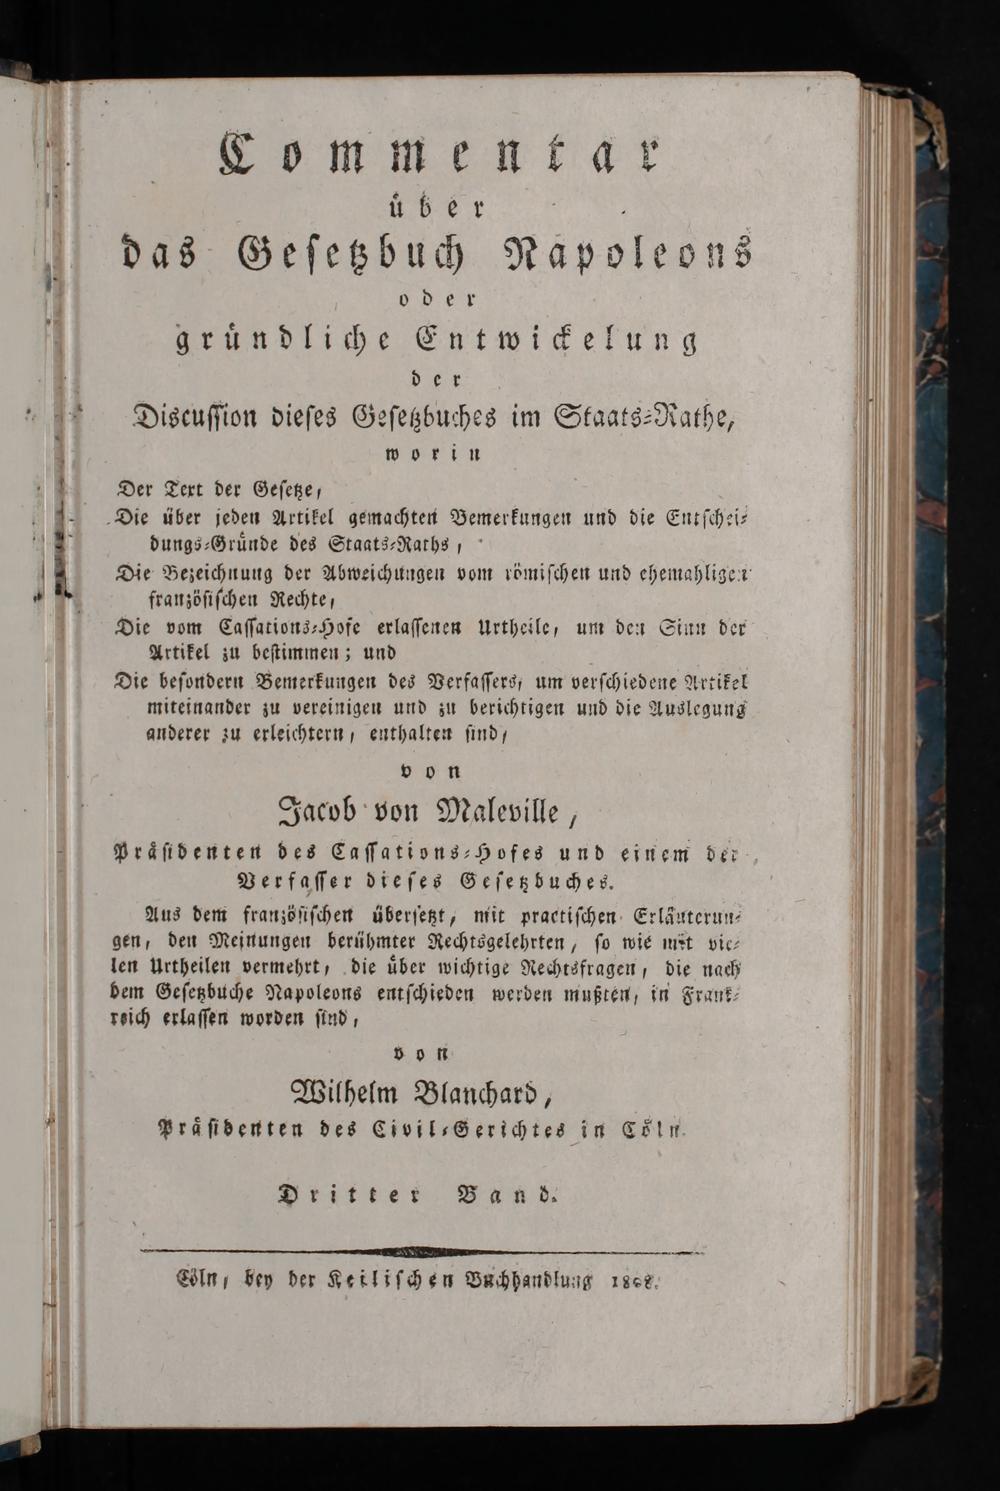 Commentar
über
das Gesetzbuch Napoleons
oder
gründliche Entwickelung
der
Discussion dieses Gesetzbuches im Staats-Rathe,
worin
Der Text der Gesetze,
Die über jeden Artikel gemachten Bemerkungen und die Entschei-
dungs-Gründe des Staats-Raths,
Die Bezeichnung der Abweichungen vom römischen und ehemahligen
französischen Rechte,
Die vom Cassations-Hofe erlassenen Urtheile, um den Sinn der
Artikel zu bestimmen; und
Die besondern Bemerkungen des Verfassers, um verschiedene Artikel
miteinander zu vereinigen und zu berichtigen und die Auslegung
anderer zu erleichtern, enthalten sind,
von
Jacob von Maleville,
Präsidenten des Cassations-Hofes und einem der
Verfasser dieses Gesetzbuches.
Aus dem französischen übersetzt, mit practischen Erläuterun-
gen, den Meinungen berühmter Rechtsgelehrten, so wie mit vie-
len Urtheilen vermehrt, die über wichtige Rechtsfragen, die nach
dem Gesetzbuche Napoleons entschieden werden mußten, in Frank-
reich erlassen worden sind,
von
Wilhelm Blanchard,
Präsidenten des Civil-Gerichtes in Cöln.
Dritter Band.
Cöln, bey der Keilischen Buchhandlung 1808.